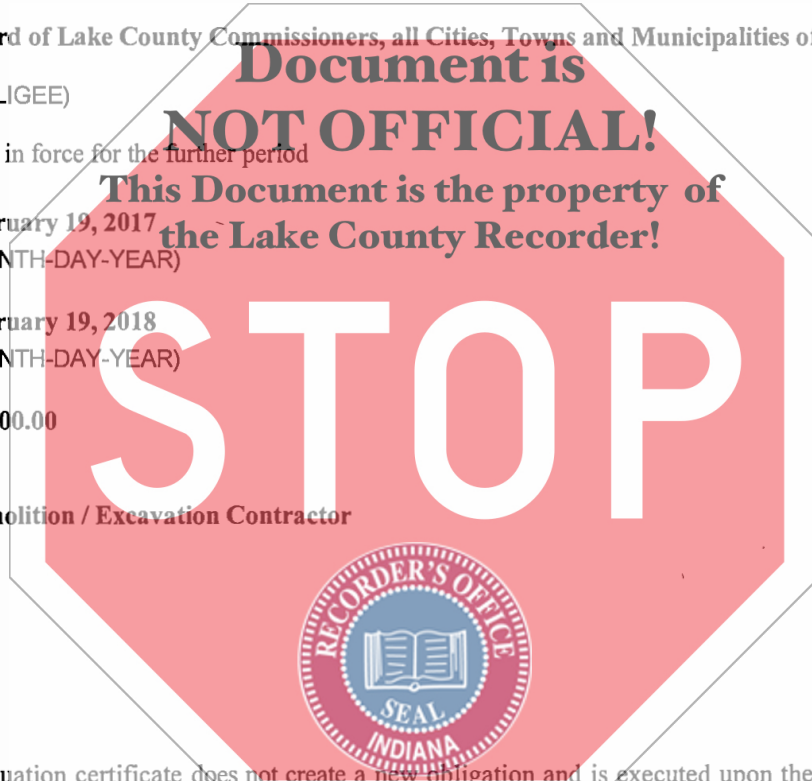 rd of Lake County Commissioners, all Cities, Towns and Municipalities o
Document is
LIGEE)
NOT OFFICIAL!
in force for the further period
This Document is the property of
ruary 19, 2017
the Lake County Recorder!
NTH-DAY-YEAR)
ruary 19, 2018
NTH-DAY-YEAR)
STOP
00.00
nolition / Excavation Contractor
RECORDER'S OFFICE
SEAL
INDIANA
uation certificate does not create a new obligation and is executed upon the